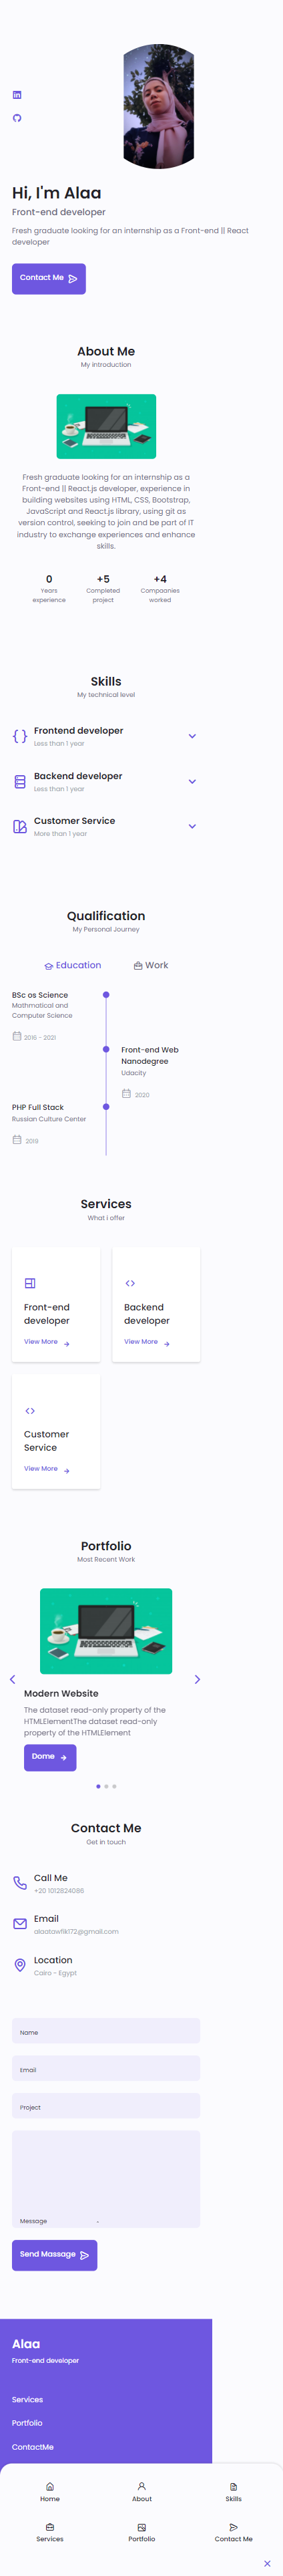 Hi, I'm Alaa
Front-end developer
Fresh graduate looking for an internship as a Front-end || React
developer
Contact Me
About Me
My introduction
Fresh graduate looking for an internship as a
Front-end || React.js developer, experience in
building websites using HTML, CSS, Bootstrap,
JavaScript and React.js library, using git as
version control, seeking to join and be part of IT
industry to exchange experiences and enhance
skills.
0 +5 +4
Years Completed Compaanies
experience project worked
Skills
My technical level
Frontend developer
Less than 1 year
Backend developer
Less than 1 year
Customer Service
More than 1 year
Qualification
My Personal Journey
Education Work
BSc os Science
Mathmatical and
Computer Science
2016 - 2021
Front-end Web
Nanodegree
Udacity
2020
PHP Full Stack
Russian Culture Center
2019
Services
What i offer
Front-end Backend
developer developer
View More View More
Customer
Service
View More
Portfolio
Most Recent Work
Modern Website
The dataset read-only property of the
HTMLElementThe dataset read-only
property of the HTMLElement
Dome
Contact Me
Get in touch
Call Me
+20 1012824086
Email
alaatawfik172@gmail.com
Location
Cairo - Egypt
Name
Email
Project
Message
Send Massage
Alaa
Front-end developer
Services
Portfolio
ContactMe
Home About Skills
Services Portfolio Contact Me